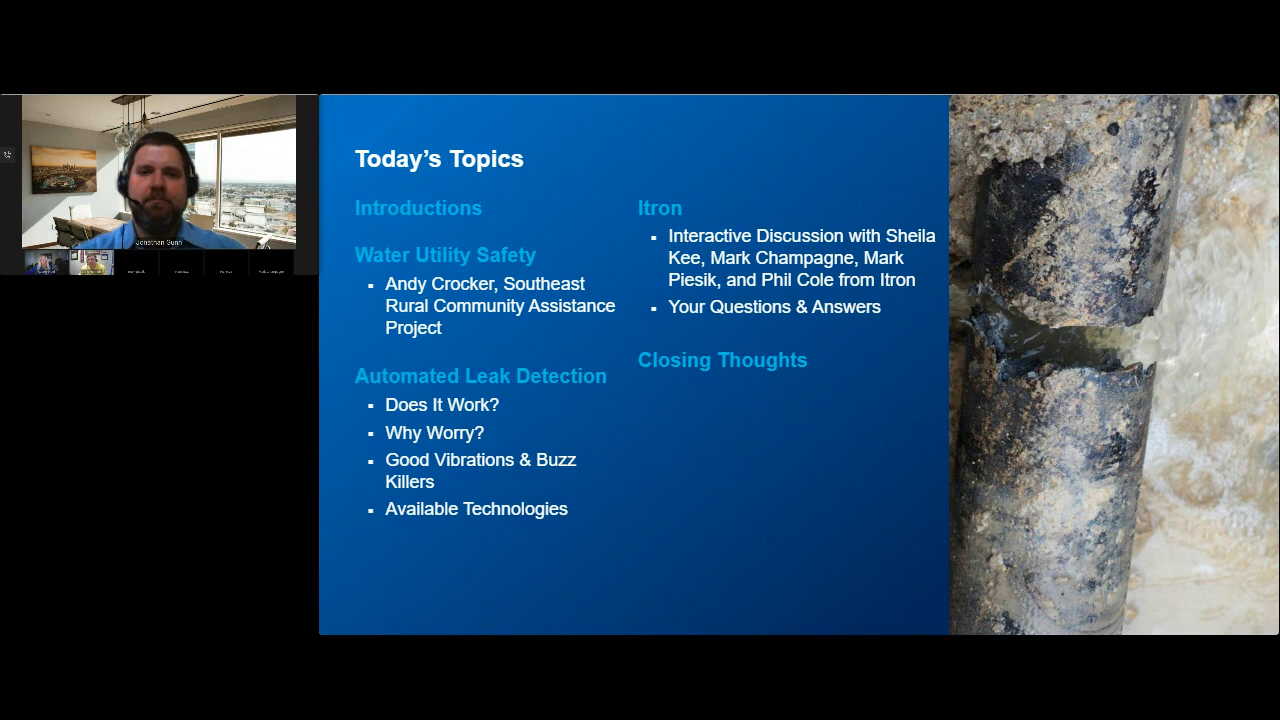 Jonathan Gunn
Today’s Topics
Introductions
Water Utility Safety
▪ Andy Crocker, Southeast
Rural Community Assistance
Project
Automated Leak Detection
▪ Does It Work?
▪ Why Worry?
▪ Good Vibrations & Buzz
Killers
▪ Available Technologies
Itron
▪ Interactive Discussion with Sheila
Kee, Mark Champagne, Mark
Piesik, and Phil Cole from Itron
▪ Your Questions & Answers
Closing Thoughts